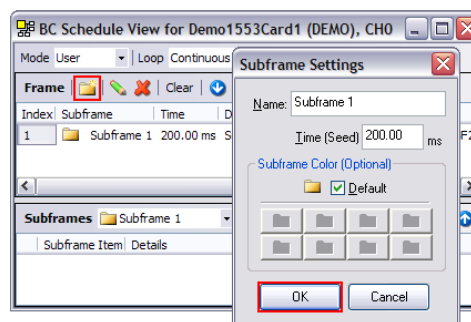 BC Schedule View for Demo1553Card1 (DEMO), CH0
Mode User Loop Continuous
Frame Clear
Index Subframe Time D
1 Subframe 1 200.00 ms S
Subframes Subframe 1
Subframe Item Details
Subframe Settings
Name: Subframe 1
Time (Seed) 200.00 ms
Subframe Color (Optional)
Default
OK Cancel